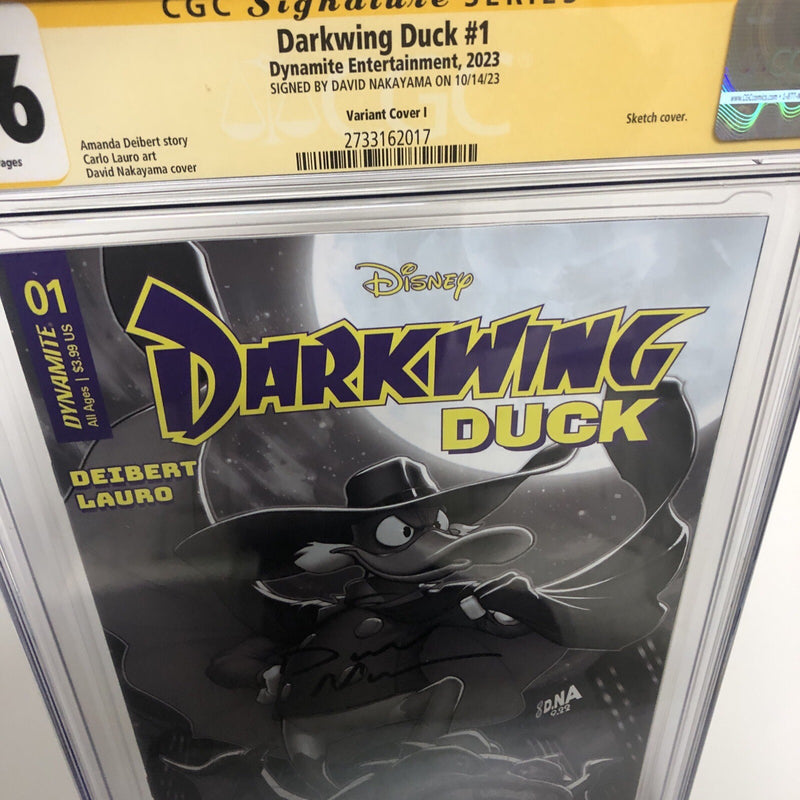 CGC Signature SERIES
Darkwing Duck #1
Dynamite Entertainment, 2023
SIGNED BY DAVID NAKAYAMA ON 10/14/23
Variant Cover I
2733162017
Sketch cover.
6
ages
Amanda Deibert story
Carlo Lauro art
David Nakayama cover
01
DYNAMITE.
All Ages | $3.99 US
DISNEY
DARKWING
DUCK
DEIBERT
LAURO
DNA